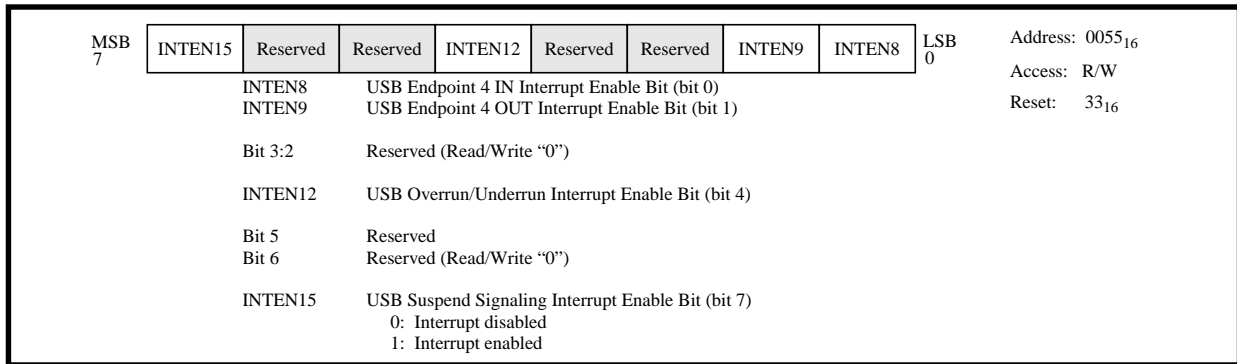 MSB 7 INTEN15 Reserved Reserved INTEN12 Reserved Reserved INTEN9 INTEN8 LSB 0
Address: 0055₁₆
Access: R/W
Reset: 33₁₆
INTEN8 USB Endpoint 4 IN Interrupt Enable Bit (bit 0)
INTEN9 USB Endpoint 4 OUT Interrupt Enable Bit (bit 1)
Bit 3:2 Reserved (Read/Write “0”)
INTEN12 USB Overrun/Underrun Interrupt Enable Bit (bit 4)
Bit 5 Reserved
Bit 6 Reserved (Read/Write “0”)
INTEN15 USB Suspend Signaling Interrupt Enable Bit (bit 7)
0: Interrupt disabled
1: Interrupt enabled